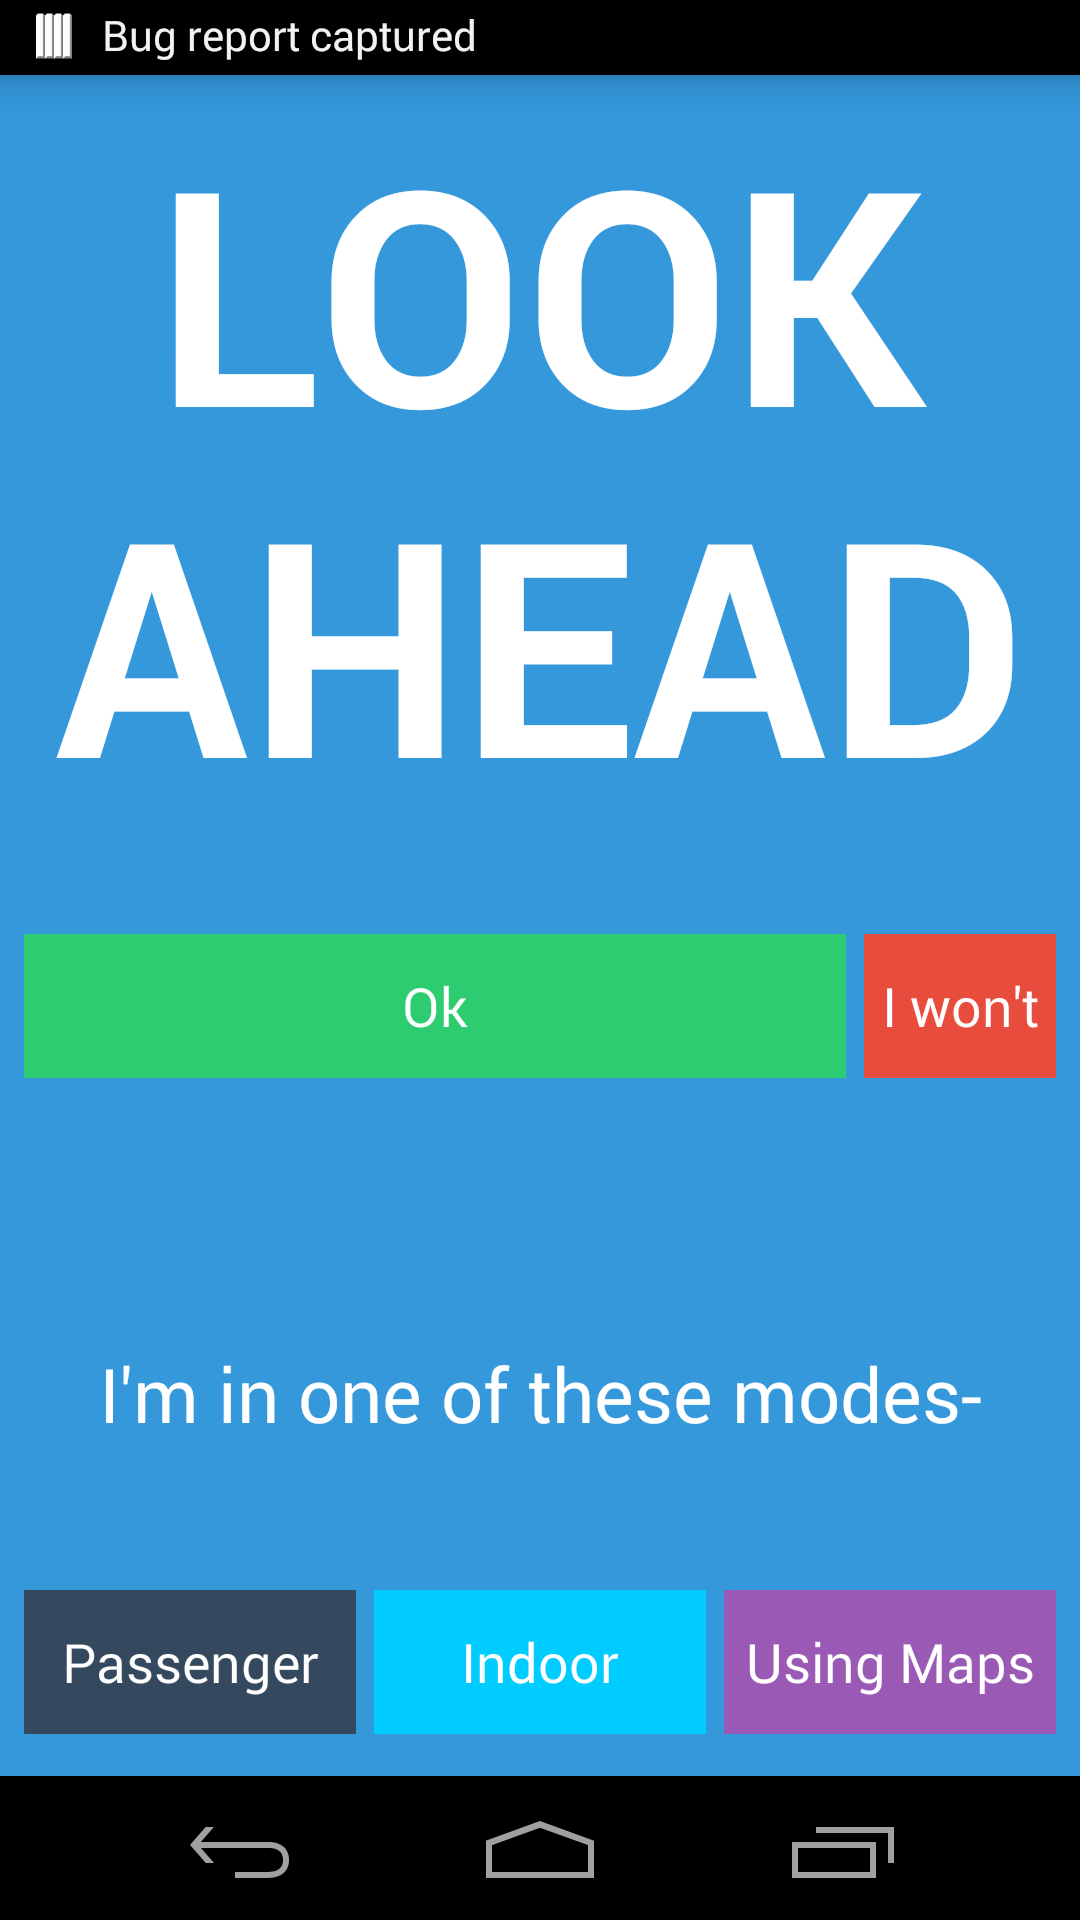 Bug report captured
LOOK
AHEAD
Ok
I won't
I'm in one of these modes-
Passenger
Indoor
Using Maps